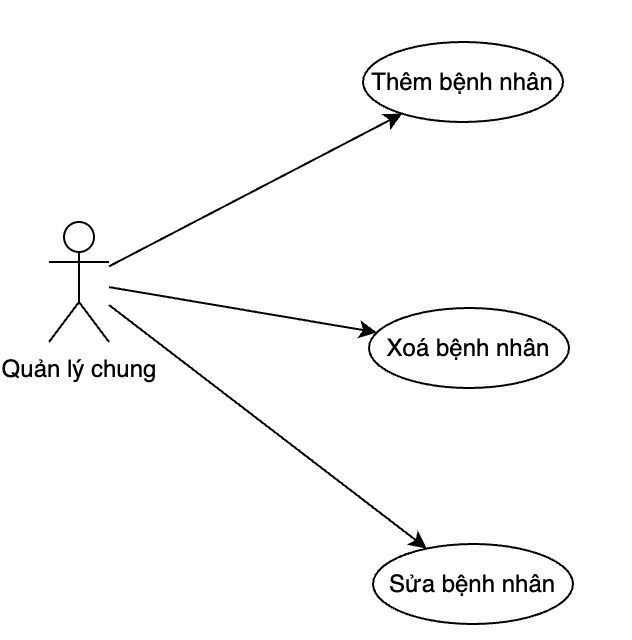 Thêm bệnh nhân
Xoá bệnh nhân
Quản lý chung
Sửa bệnh nhân